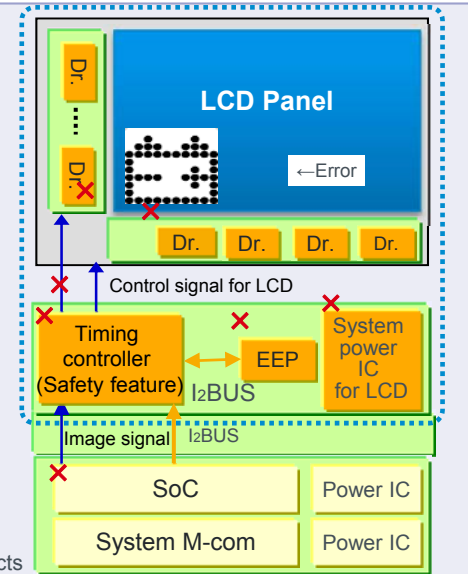 Dr.
LCD Panel
Dr.
←Error
Dr. Dr. Dr. Dr.
Control signal for LCD
Timing
controller
(Safety feature)
EEP
System
power
IC
for LCD
I2BUS
Image signal
I2BUS
SoC
Power IC
System M-com
Power IC
cts